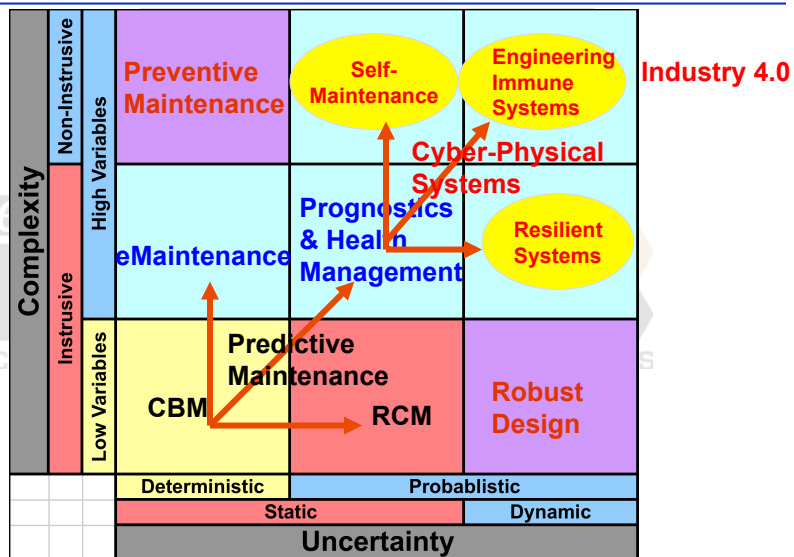 Complexity
Non-Instrusive
Instrusive
High Variables
Low Variables
Preventive
Maintenance
Self-
Maintenance
Engineering
Immune
Systems
Industry 4.0
Cyber-Physical
Systems
eMaintenance
Prognostics
& Health
Management
Resilient
Systems
Predictive
Maintenance
CBM
RCM
Robust
Design
Deterministic
Probablistic
Static
Dynamic
Uncertainty